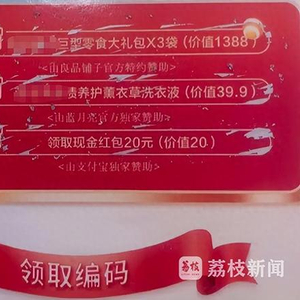 巨型零食大礼包X3袋(价值1388)
<由良品铺子官方特约赞助>
渍养护薰衣草洗衣液(价值39.9)
<由蓝月亮官方独家赞助>
领取现金红包20元(价值20)
<由支付宝独家赞助>
荔枝 荔枝新闻
领取编码